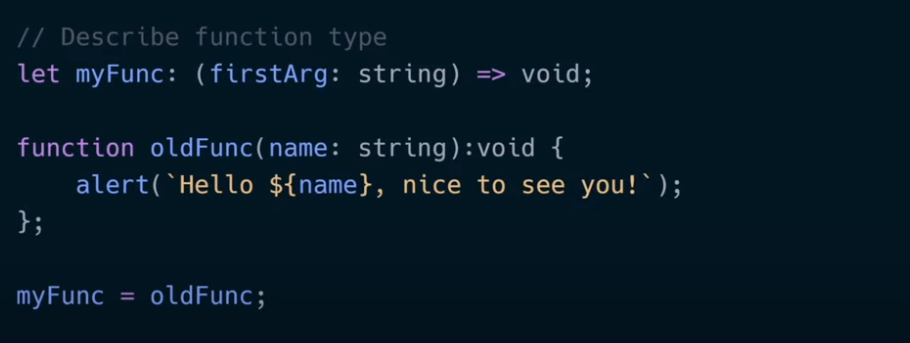 // Describe function type
let myFunc: (firstArg: string) => void;
function oldFunc(name: string):void {
    alert(`Hello ${name}, nice to see you!`);
};
myFunc = oldFunc;